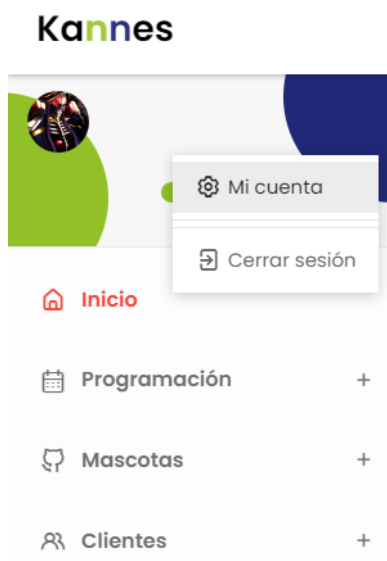 Kannes
Mi cuenta
Cerrar sesión
Inicio
Programación +
Mascotas +
Clientes +